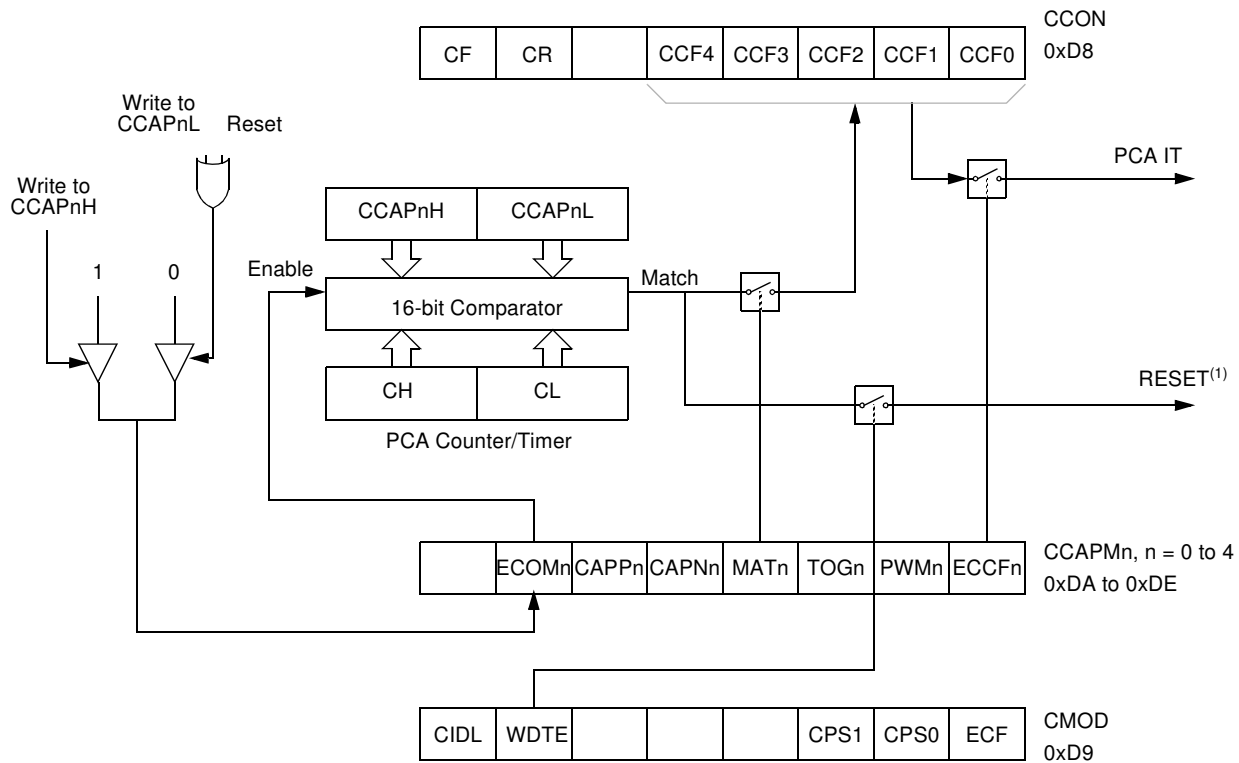 CCON
CF CR CCF4 CCF3 CCF2 CCF1 CCF0
0xD8
Write to
CCAPnL Reset
PCA IT
Write to
CCAPnH
CCAPnH CCAPnL
1 0
Enable
Match
16-bit Comparator
RESET(1)
CH CL
PCA Counter/Timer
ECOMn CAPPn CAPNn MATn TOGn PWMn ECCFn
CCAPMn, n = 0 to 4
0xDA to 0xDE
CIDL WDTE CPS1 CPS0 ECF
CMOD
0xD9